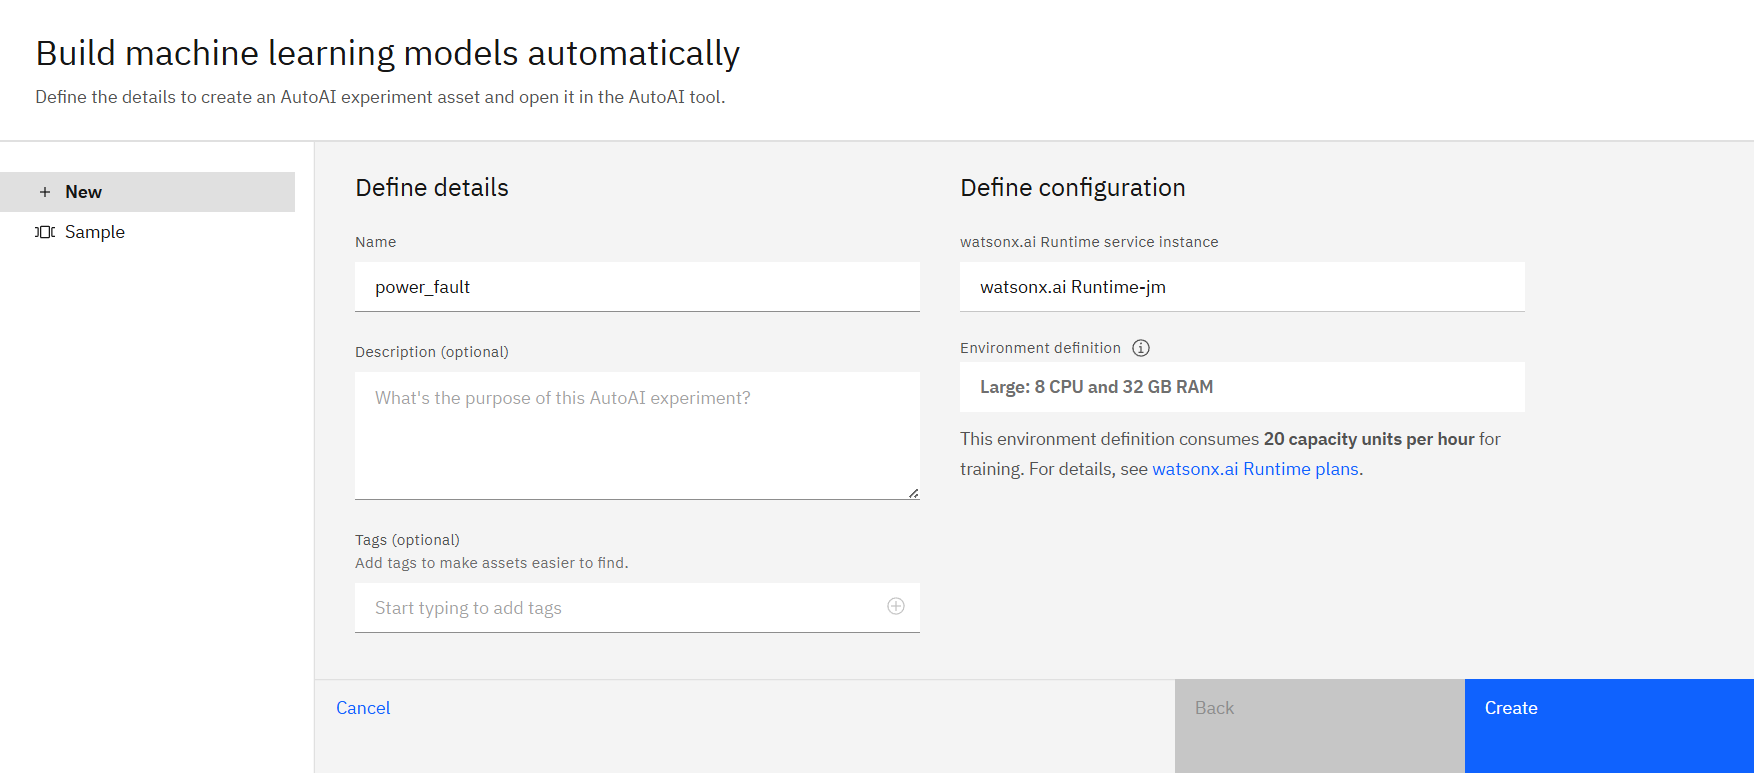 Build machine learning models automatically
Define the details to create an AutoAI experiment asset and open it in the AutoAI tool.
New
Sample
Define details
Name
power_fault
Description (optional)
What's the purpose of this AutoAI experiment?
Tags (optional)
Add tags to make assets easier to find.
Start typing to add tags
Define configuration
watsonx.ai Runtime service instance
watsonx.ai Runtime-jm
Environment definition
Large: 8 CPU and 32 GB RAM
This environment definition consumes 20 capacity units per hour for
training. For details, see watsonx.ai Runtime plans.
Cancel
Back
Create